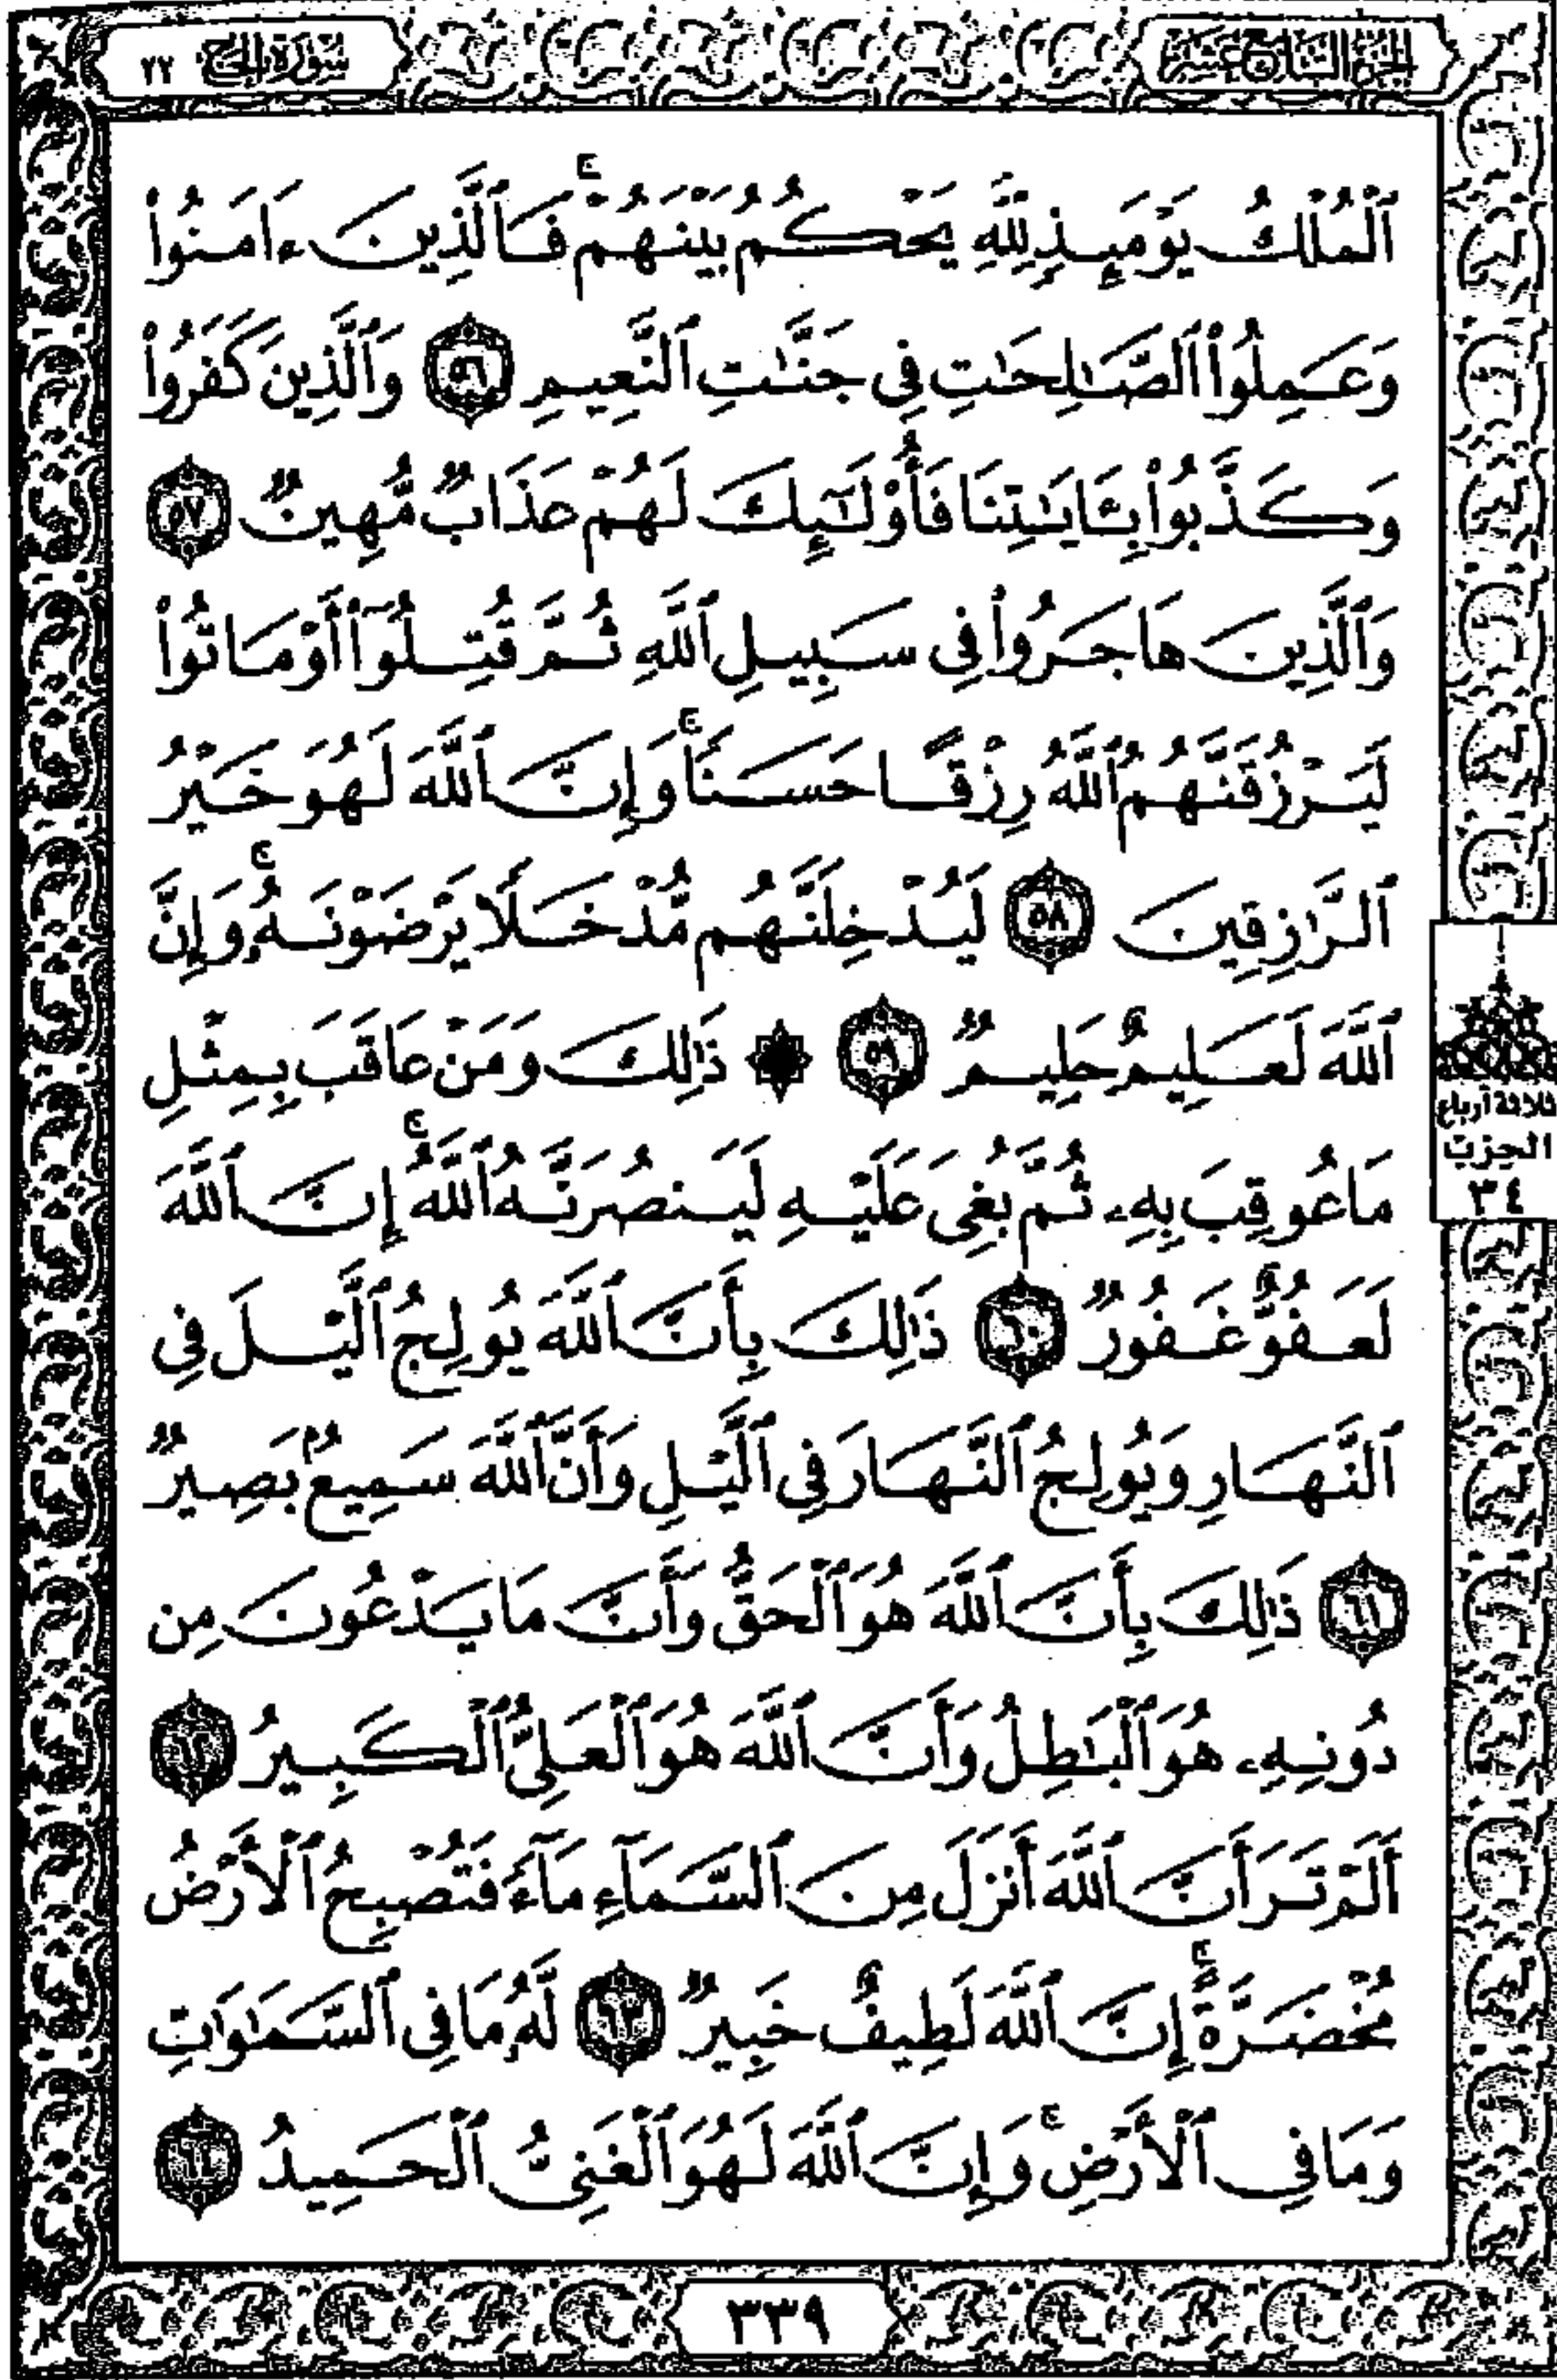 الجزء السابع عشر
سورة الحج ٢٢
ٱلْمُلْكُ يَوْمَئِذٍ لِّلَّهِ يَحْكُمُ بَيْنَهُمْ ۚ فَٱلَّذِينَ ءَامَنُوا۟
وَعَمِلُوا۟ ٱلصَّـٰلِحَـٰتِ فِى جَنَّـٰتِ ٱلنَّعِيمِ ٥٦ وَٱلَّذِينَ كَفَرُوا۟
وَكَذَّبُوا۟ بِـَٔايَـٰتِنَا فَأُو۟لَـٰٓئِكَ لَهُمْ عَذَابٌ مُّهِينٌ ٥٧
وَٱلَّذِينَ هَاجَرُوا۟ فِى سَبِيلِ ٱللَّهِ ثُمَّ قُتِلُوٓا۟ أَوْ مَاتُوا۟
لَيَرْزُقَنَّهُمُ ٱللَّهُ رِزْقًا حَسَنًا ۚ وَإِنَّ ٱللَّهَ لَهُوَ خَيْرُ
ٱلرَّٰزِقِينَ ٥٨ لَيُدْخِلَنَّهُم مُّدْخَلًا يَرْضَوْنَهُۥ ۚ وَإِنَّ
ٱللَّهَ لَعَلِيمٌ حَلِيمٌ ٥٩ ۞ ذَٰلِكَ وَمَنْ عَاقَبَ بِمِثْلِ
مَا عُوقِبَ بِهِۦ ثُمَّ بُغِىَ عَلَيْهِ لَيَنصُرَنَّهُ ٱللَّهُ ۚ إِنَّ ٱللَّهَ
لَعَفُوٌّ غَفُورٌ ٦٠ ذَٰلِكَ بِأَنَّ ٱللَّهَ يُولِجُ ٱلَّيْلَ فِى
ٱلنَّهَارِ وَيُولِجُ ٱلنَّهَارَ فِى ٱلَّيْلِ وَأَنَّ ٱللَّهَ سَمِيعٌۢ بَصِيرٌ
٦١ ذَٰلِكَ بِأَنَّ ٱللَّهَ هُوَ ٱلْحَقُّ وَأَنَّ مَا يَدْعُونَ مِن
دُونِهِۦ هُوَ ٱلْبَـٰطِلُ وَأَنَّ ٱللَّهَ هُوَ ٱلْعَلِىُّ ٱلْكَبِيرُ ٦٢
أَلَمْ تَرَ أَنَّ ٱللَّهَ أَنزَلَ مِنَ ٱلسَّمَآءِ مَآءً فَتُصْبِحُ ٱلْأَرْضُ
مُخْضَرَّةً ۗ إِنَّ ٱللَّهَ لَطِيفٌ خَبِيرٌ ٦٣ لَّهُۥ مَا فِى ٱلسَّمَـٰوَٰتِ
وَمَا فِى ٱلْأَرْضِ ۚ وَإِنَّ ٱللَّهَ لَهُوَ ٱلْغَنِىُّ ٱلْحَمِيدُ ٦٤
ثلاثة أرباع
الحزب
٣٤
٣٣٩